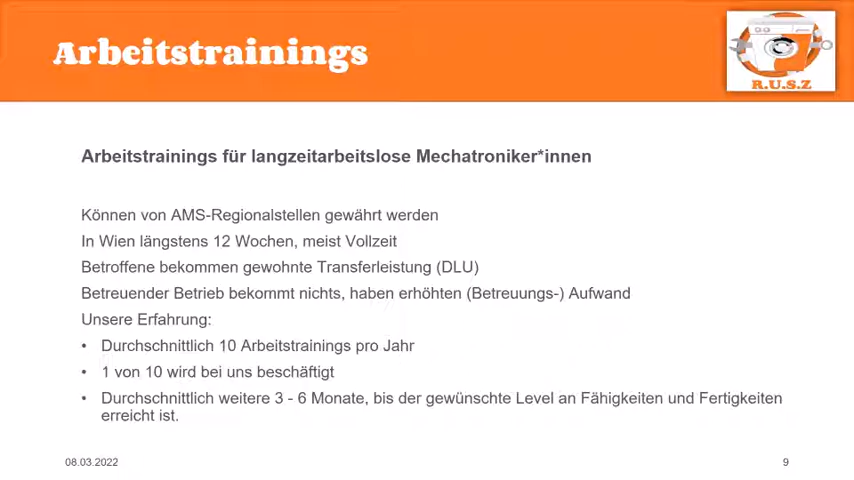 Arbeitstrainings
R.U.S.Z
Arbeitstrainings für langzeitarbeitslose Mechatroniker*innen
Können von AMS-Regionalstellen gewährt werden
In Wien längstens 12 Wochen, meist Vollzeit
Betroffene bekommen gewohnte Transferleistung (DLU)
Betreuender Betrieb bekommt nichts, haben erhöhten (Betreuungs-) Aufwand
Unsere Erfahrung:
• Durchschnittlich 10 Arbeitstrainings pro Jahr
• 1 von 10 wird bei uns beschäftigt
• Durchschnittlich weitere 3 - 6 Monate, bis der gewünschte Level an Fähigkeiten und Fertigkeiten
erreicht ist.
08.03.2022
9